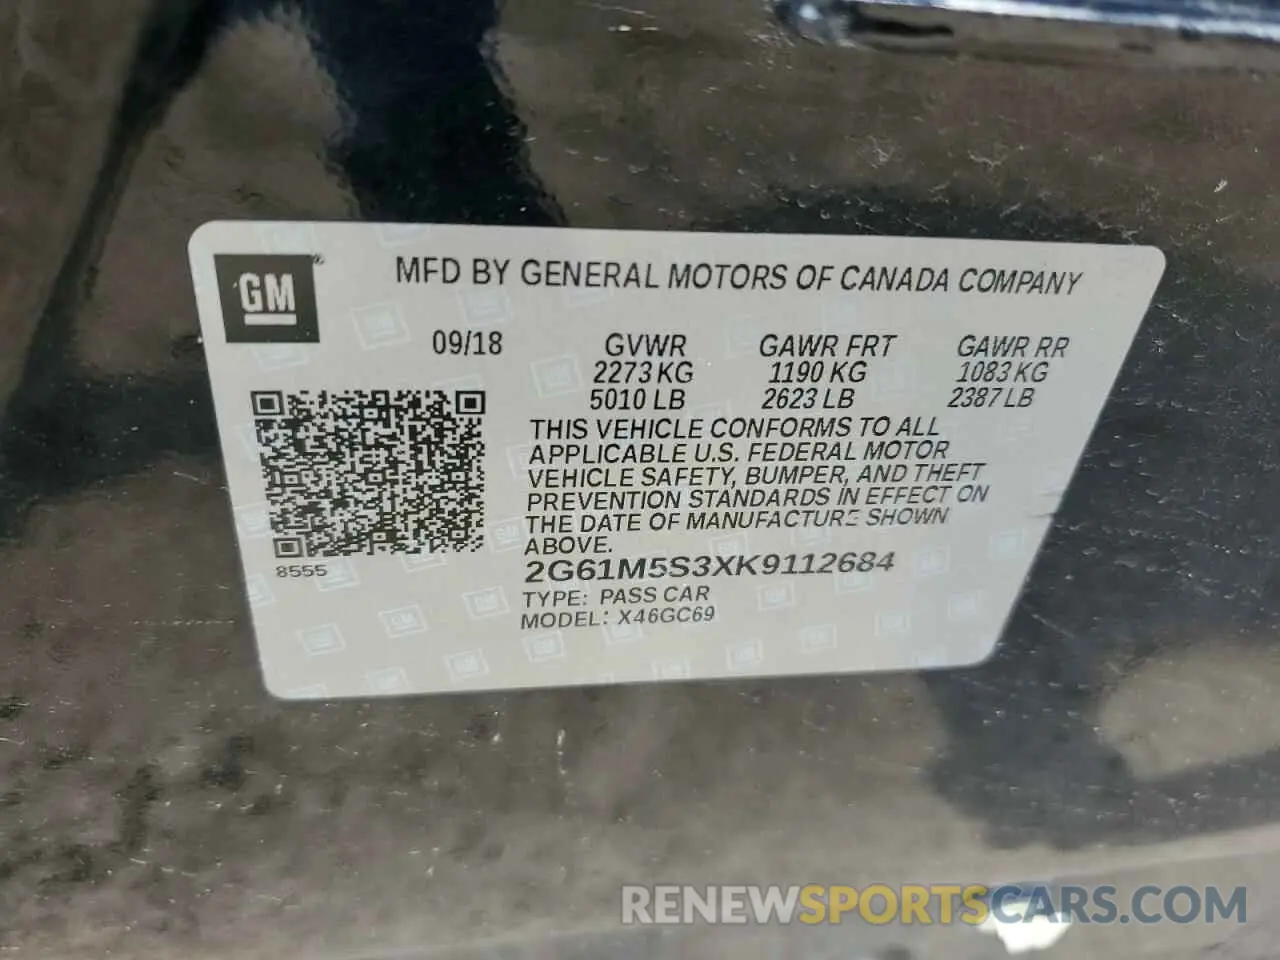 GM®
MFD BY GENERAL MOTORS OF CANADA COMPANY
09/18 GVWR GAWR FRT GAWR RR
2273 KG 1190 KG 1083 KG
5010 LB 2623 LB 2387 LB
THIS VEHICLE CONFORMS TO ALL
APPLICABLE U.S. FEDERAL MOTOR
VEHICLE SAFETY, BUMPER, AND THEFT
PREVENTION STANDARDS IN EFFECT ON
THE DATE OF MANUFACTURE SHOWN
ABOVE.
8555
2G61M5S3XK9112684
TYPE: PASS CAR
MODEL: X46GC69
RENEWSPORTSCARS.COM